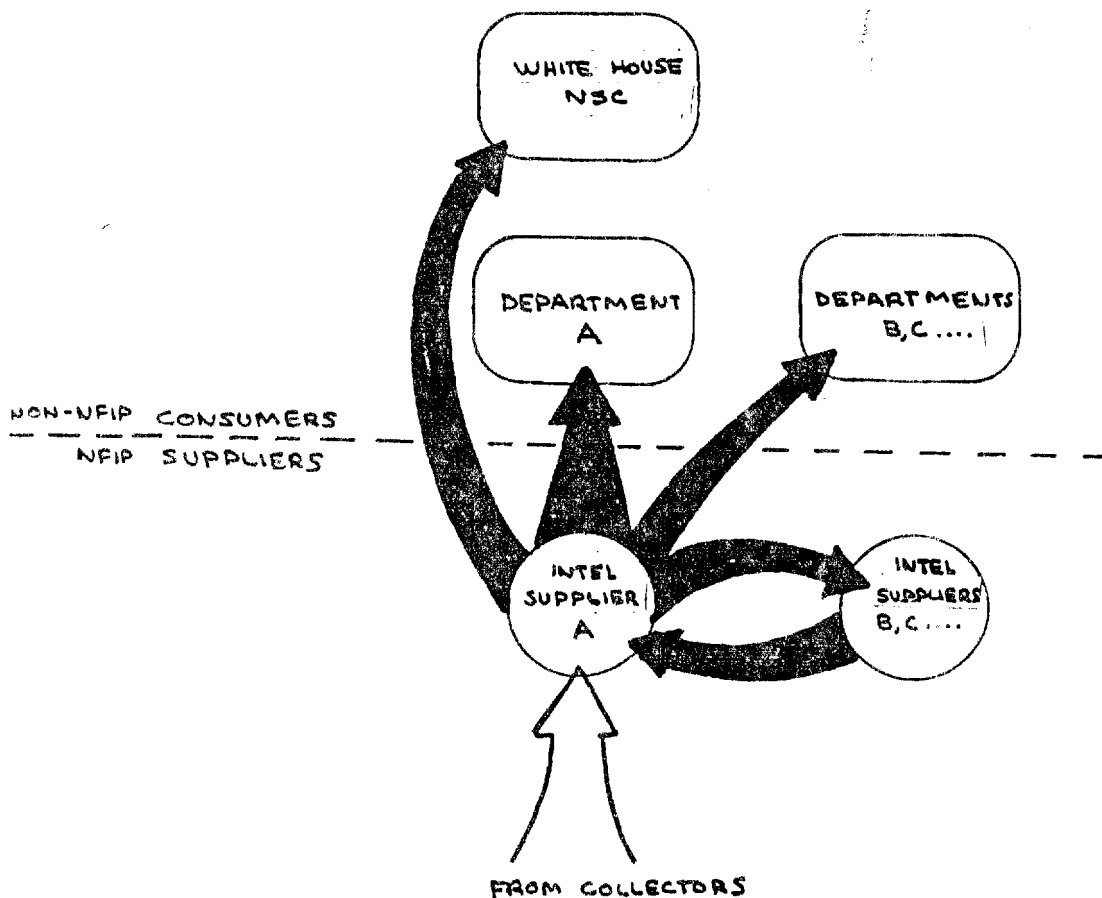 WHITE HOUSE
NSC
DEPARTMENT
A
DEPARTMENTS
B,C ....
NON-NFIP CONSUMERS
NFIP SUPPLIERS
INTEL
SUPPLIER
A
INTEL
SUPPLIERS
B,C ....
FROM COLLECTORS